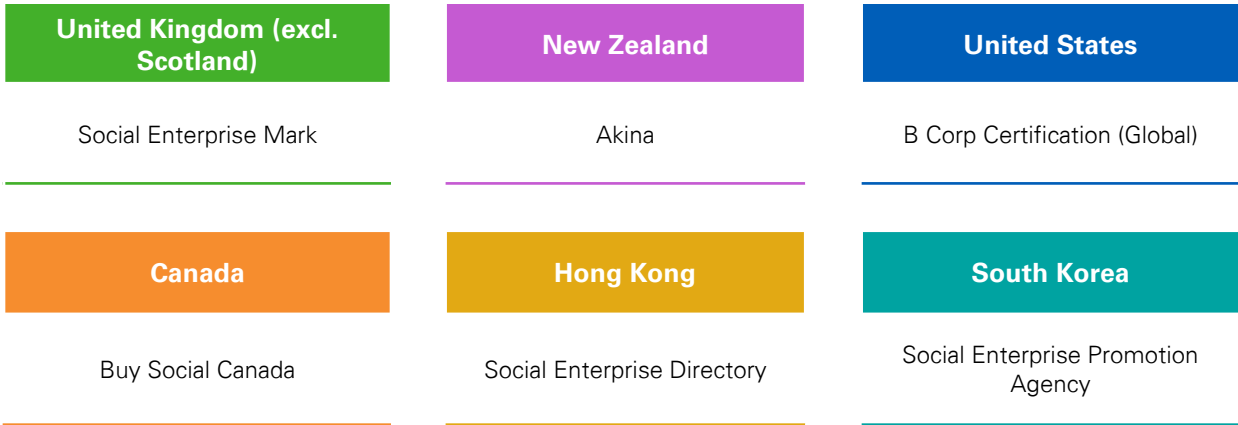 United Kingdom (excl.
Scotland)
New Zealand
United States
Social Enterprise Mark
Akina
B Corp Certification (Global)
Canada
Hong Kong
South Korea
Buy Social Canada
Social Enterprise Directory
Social Enterprise Promotion
Agency